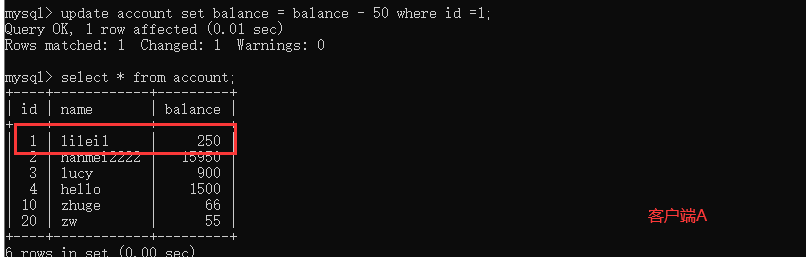 mysql> update account set balance = balance - 50 where id =1;
Query OK, 1 row affected (0.01 sec)
Rows matched: 1  Changed: 1  Warnings: 0
mysql> select * from account;
+----+-----------+---------+
| id | name      | balance |
+----+-----------+---------+
|  1 | lilei1    |     250 |
|  2 | hanmei2222 |   15950 |
|  3 | lucy      |     900 |
|  4 | hello     |    1500 |
| 10 | zhuge     |      66 |
| 20 | zw        |      55 |
+----+-----------+---------+
6 rows in set (0.00 sec)
客户端A